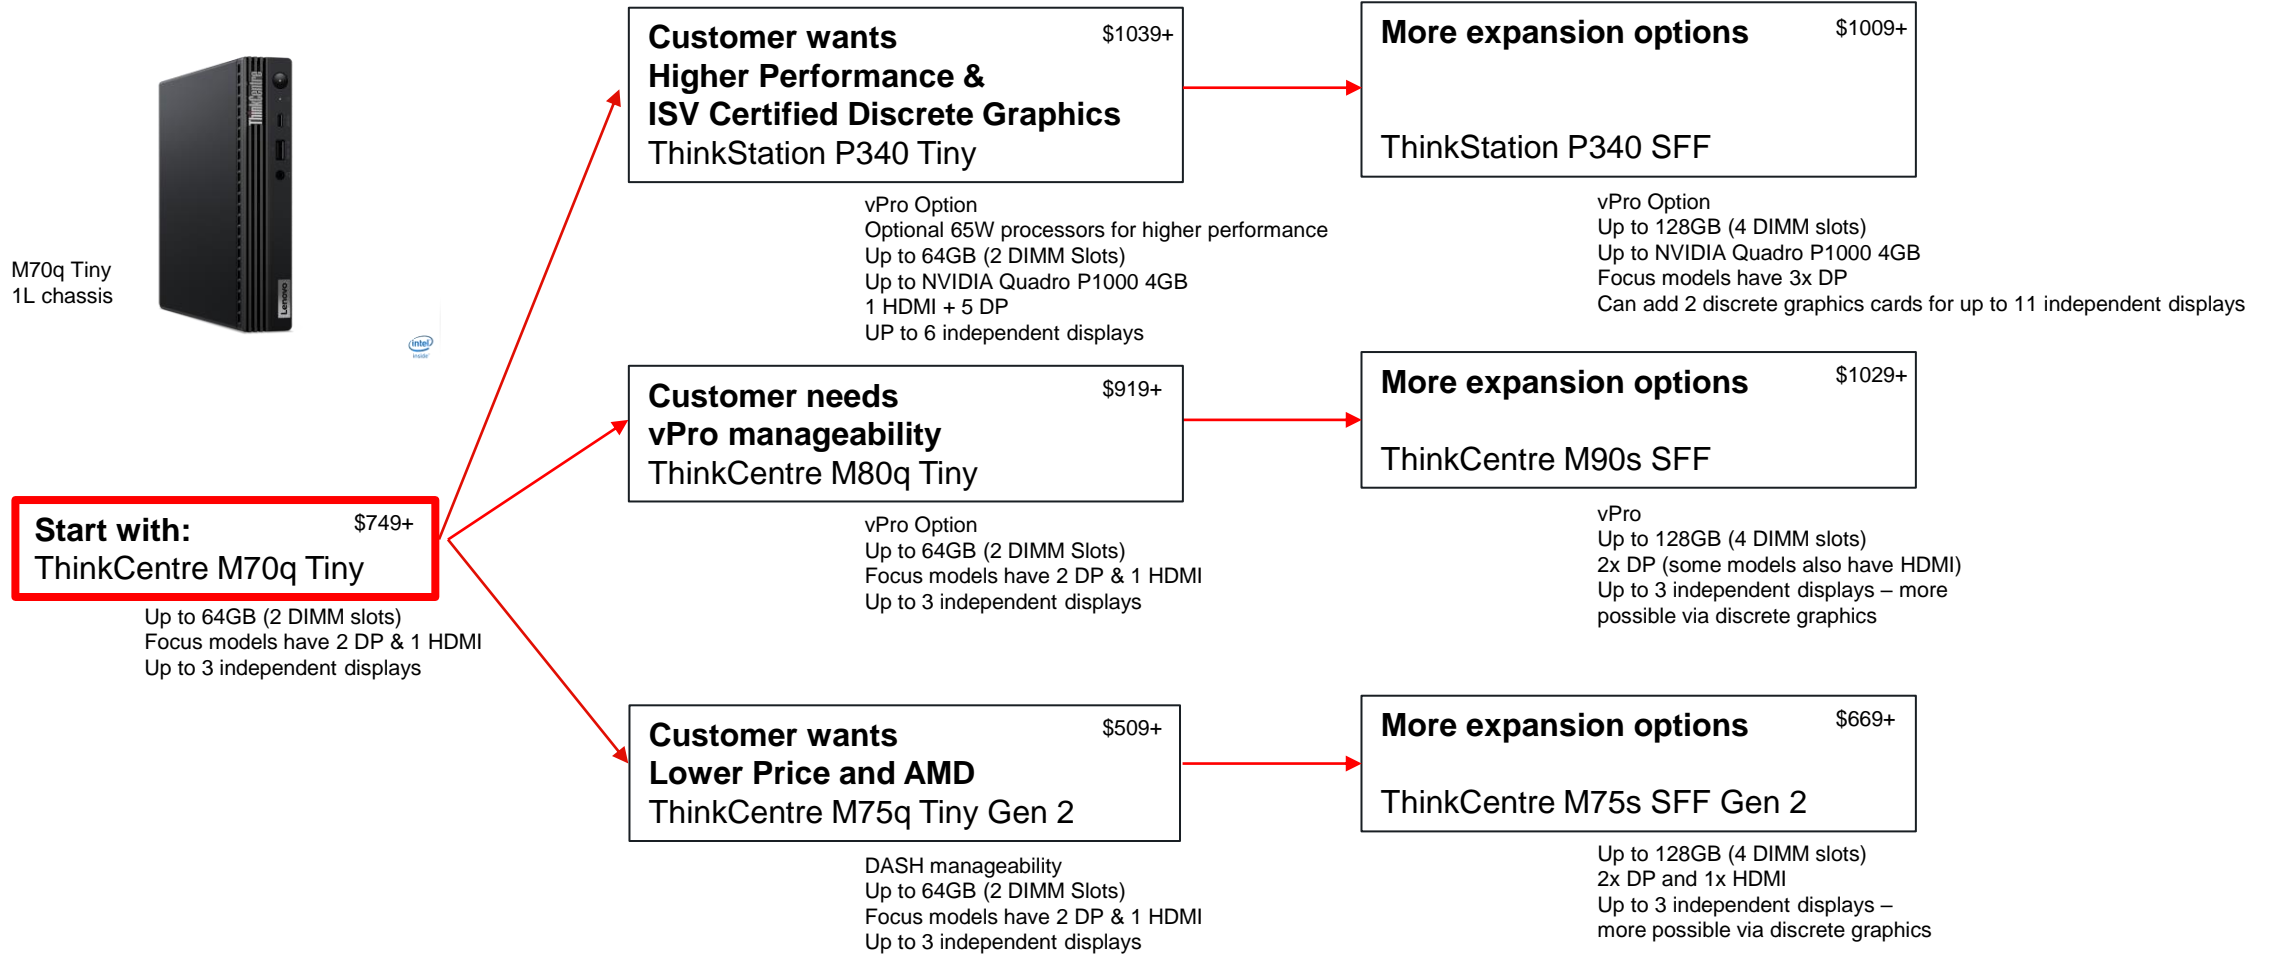 ThinkCentre
Lenovo
M70q Tiny
1L chassis
intel
inside
Start with:
$749+
ThinkCentre M70q Tiny
Up to 64GB (2 DIMM slots)
Focus models have 2 DP & 1 HDMI
Up to 3 independent displays
Customer wants
$1039+
Higher Performance &
ISV Certified Discrete Graphics
ThinkStation P340 Tiny
vPro Option
Optional 65W processors for higher performance
Up to 64GB (2 DIMM Slots)
Up to NVIDIA Quadro P1000 4GB
1 HDMI + 5 DP
UP to 6 independent displays
More expansion options
$1009+
ThinkStation P340 SFF
vPro Option
Up to 128GB (4 DIMM slots)
Up to NVIDIA Quadro P1000 4GB
Focus models have 3x DP
Can add 2 discrete graphics cards for up to 11 independent displays
Customer needs
$919+
vPro manageability
ThinkCentre M80q Tiny
vPro Option
Up to 64GB (2 DIMM Slots)
Focus models have 2 DP & 1 HDMI
Up to 3 independent displays
More expansion options
$1029+
ThinkCentre M90s SFF
vPro
Up to 128GB (4 DIMM slots)
2x DP (some models also have HDMI)
Up to 3 independent displays – more
possible via discrete graphics
Customer wants
$509+
Lower Price and AMD
ThinkCentre M75q Tiny Gen 2
DASH manageability
Up to 64GB (2 DIMM Slots)
Focus models have 2 DP & 1 HDMI
Up to 3 independent displays
More expansion options
$669+
ThinkCentre M75s SFF Gen 2
Up to 128GB (4 DIMM slots)
2x DP and 1x HDMI
Up to 3 independent displays –
more possible via discrete graphics